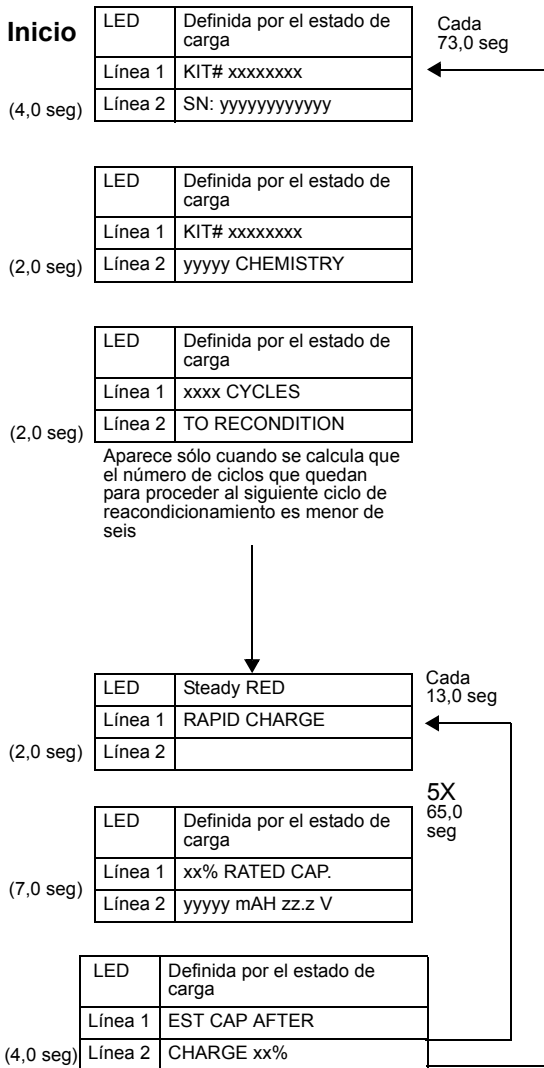 Inicio
LED Definida por el estado de
carga
Línea 1 KIT# xxxxxxxx
(4,0 seg) Línea 2 SN: yyyyyyyyyyyy
Cada
73,0 seg
LED Definida por el estado de
carga
Línea 1 KIT# xxxxxxxx
(2,0 seg) Línea 2 yyyyy CHEMISTRY
LED Definida por el estado de
carga
Línea 1 xxxx CYCLES
(2,0 seg) Línea 2 TO RECONDITION
Aparece sólo cuando se calcula que
el número de ciclos que quedan
para proceder al siguiente ciclo de
reacondicionamiento es menor de
seis
LED Steady RED
Línea 1 RAPID CHARGE
(2,0 seg) Línea 2
Cada
13,0 seg
5X
65,0
seg
LED Definida por el estado de
carga
Línea 1 xx% RATED CAP.
(7,0 seg) Línea 2 yyyyy mAH zz.z V
LED Definida por el estado de
carga
Línea 1 EST CAP AFTER
(4,0 seg) Línea 2 CHARGE xx%